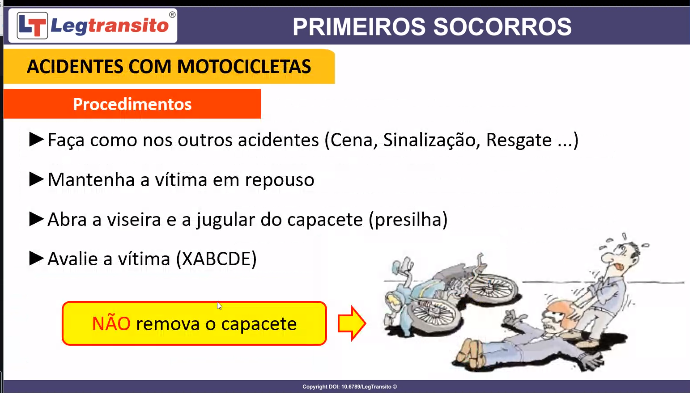 LT Legtransito®
PRIMEIROS SOCORROS
ACIDENTES COM MOTOCICLETAS
Procedimentos
►Faça como nos outros acidentes (Cena, Sinalização, Resgate ...)
►Mantenha a vítima em repouso
►Abra a viseira e a jugular do capacete (presilha)
►Avalie a vítima (XABCDE)
NÃO remova o capacete
Copyright DOI: 10.6789/LegTransito ©